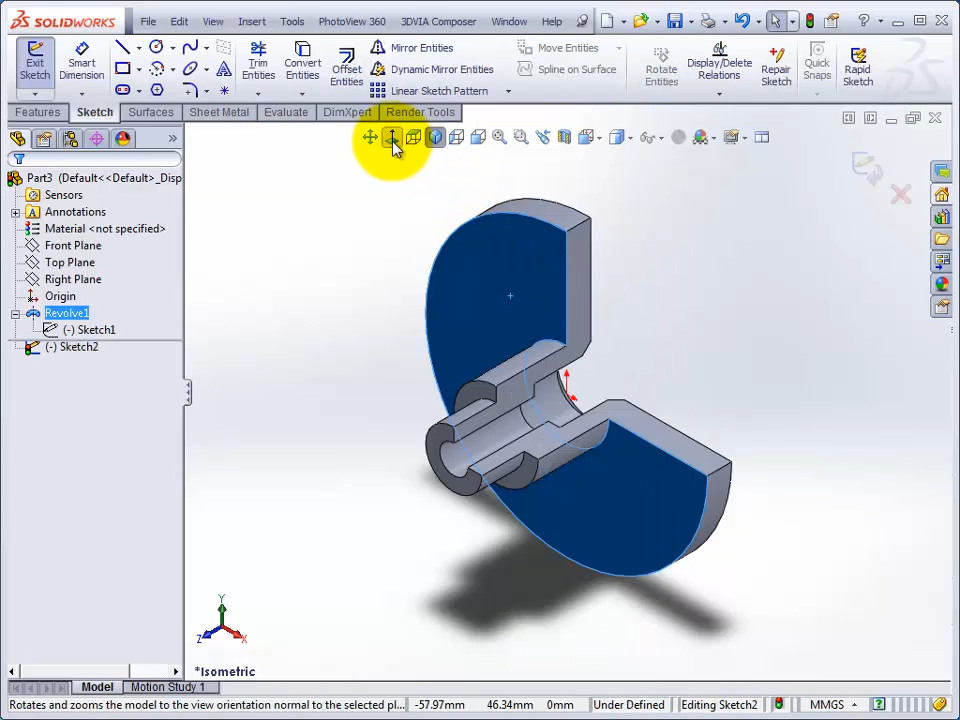 SOLIDWORKS File Edit View Insert Tools PhotoView 360 3DVIA Composer Window Help
Exit Sketch
Smart Dimension
Trim Entities
Convert Entities
Offset Entities
Mirror Entities
Dynamic Mirror Entities
Linear Sketch Pattern
Move Entities
Spline on Surface
Rotate Entities
Display/Delete Relations
Repair Sketch
Quick Snaps
Rapid Sketch
Features Sketch Surfaces Sheet Metal Evaluate DimXpert Render Tools
Part3 (Default<<Default>_Disp
Sensors
Annotations
Material <not specified>
Front Plane
Top Plane
Right Plane
Origin
Revolve1
(-) Sketch1
(-) Sketch2
Y
Z X
*Isometric
Model Motion Study 1
Rotates and zooms the model to the view orientation normal to the selected pl... -57.97mm 46.34mm 0mm Under Defined Editing Sketch2 MMGS